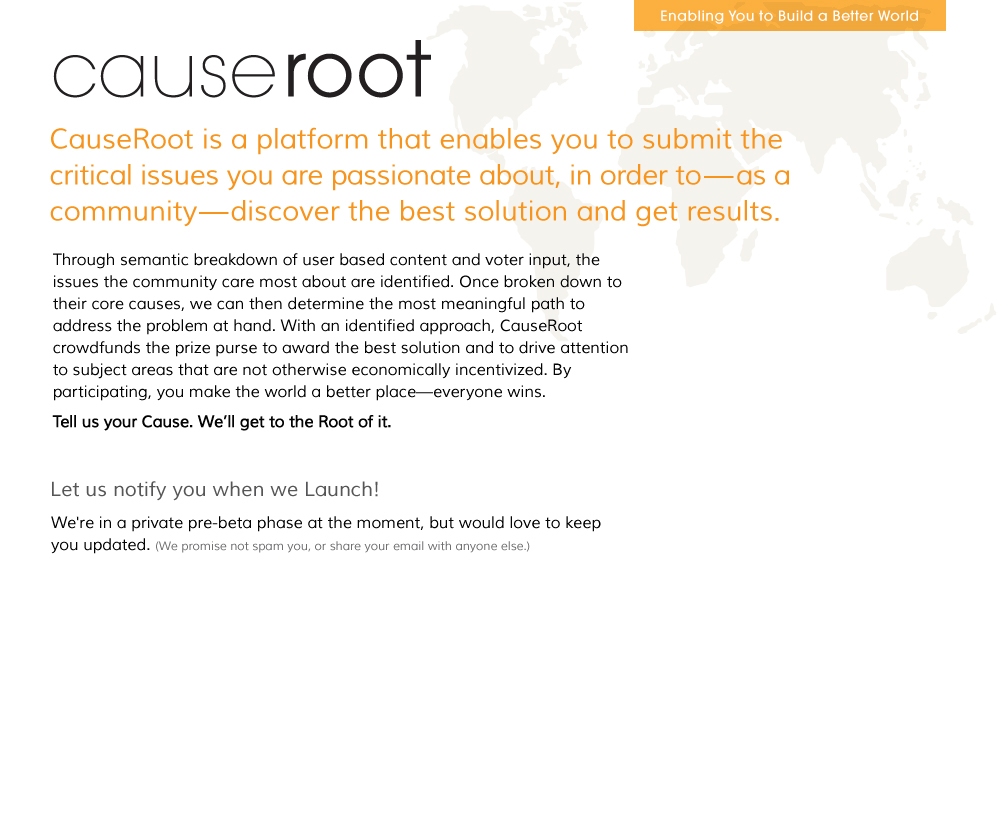 Enabling You to Build a Better World
causeroot
CauseRoot is a platform that enables you to submit the
critical issues you are passionate about, in order to—as a
community—discover the best solution and get results.
Through semantic breakdown of user based content and voter input, the
issues the community care most about are identified. Once broken down to
their core causes, we can then determine the most meaningful path to
address the problem at hand. With an identified approach, CauseRoot
crowdfunds the prize purse to award the best solution and to drive attention
to subject areas that are not otherwise economically incentivized. By
participating, you make the world a better place—everyone wins.
Tell us your Cause. We’ll get to the Root of it.
Let us notify you when we Launch!
We're in a private pre-beta phase at the moment, but would love to keep
you updated. (We promise not spam you, or share your email with anyone else.)